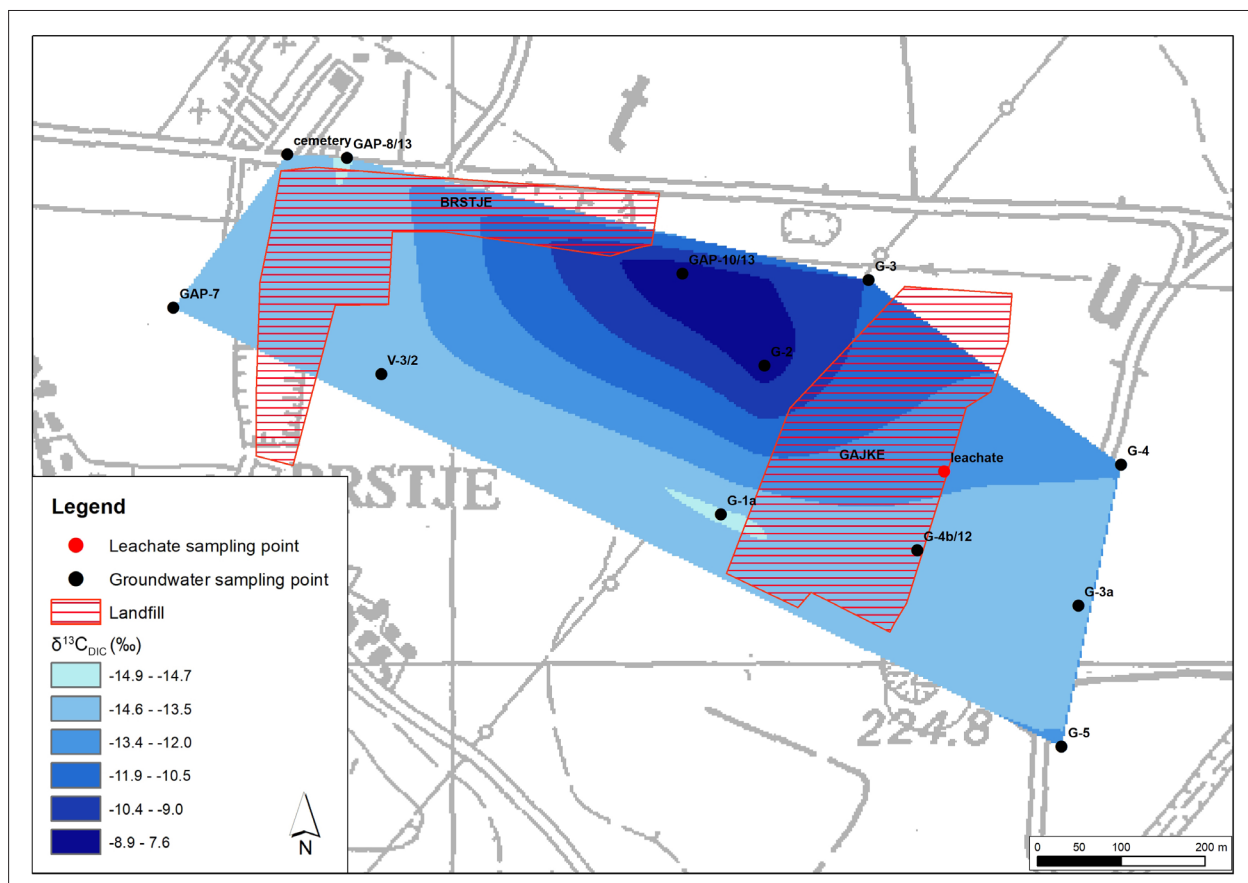 cemetery
GAP-8/13
BRSTJE
GAP-10/13
G-3
GAP-7
V-3/2
G-2
GAJKE
leachate
G-4
BRSTJE
G-1a
G-4b/12
G-3a
224.8
G-5
Legend
Leachate sampling point
Groundwater sampling point
Landfill
δ¹³C_DIC (‰)
-14.9 - -14.7
-14.6 - -13.5
-13.4 - -12.0
-11.9 - -10.5
-10.4 - -9.0
-8.9 - 7.6
N
0 50 100 200 m